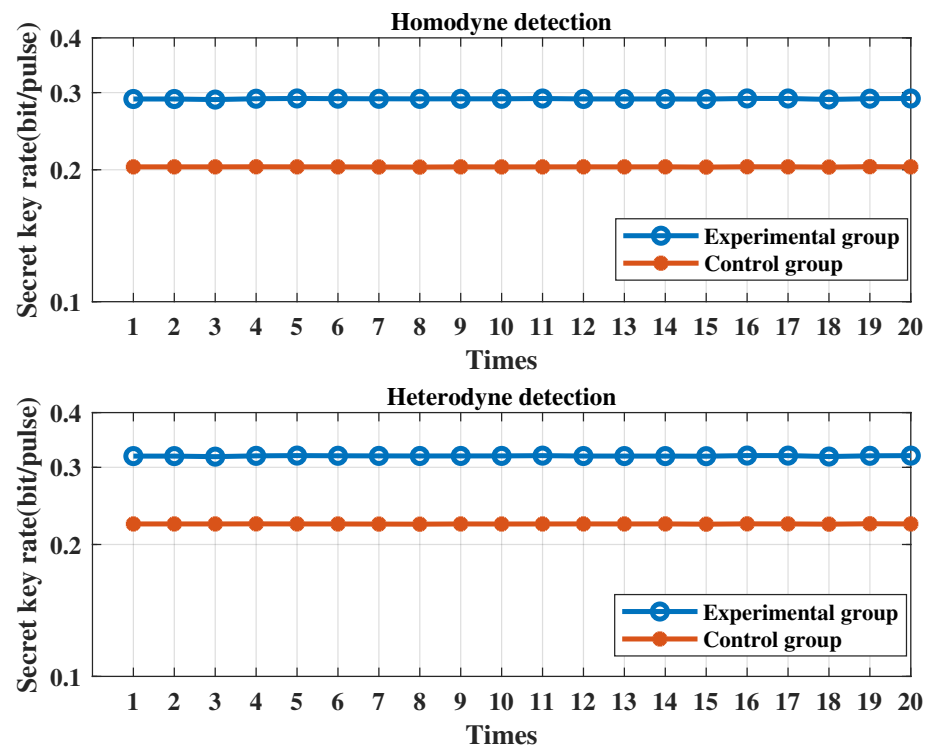 Homodyne detection
0.4
0.3
0.2
0.1
Secret key rate(bit/pulse)
Experimental group
Control group
1 2 3 4 5 6 7 8 9 10 11 12 13 14 15 16 17 18 19 20
Times
Heterodyne detection
0.4
0.3
0.2
0.1
Secret key rate(bit/pulse)
Experimental group
Control group
1 2 3 4 5 6 7 8 9 10 11 12 13 14 15 16 17 18 19 20
Times